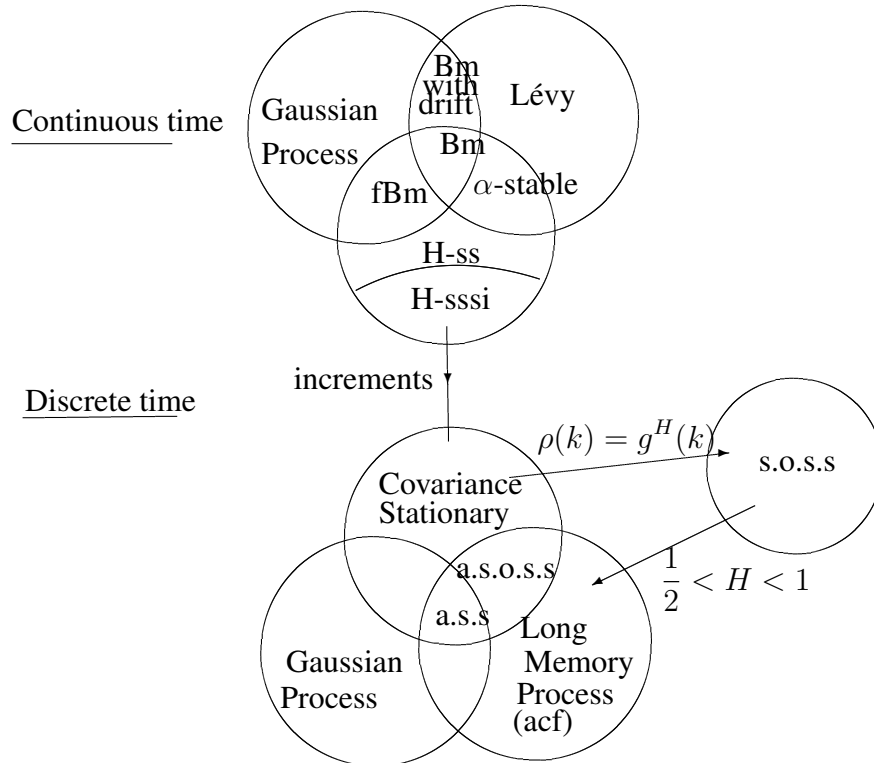 Bm
with
drift
Lévy
Gaussian
Process
Continuous time
Bm
fBm
α-stable
H-ss
H-sssi
increments
Discrete time
ρ(k) = g^H(k)
s.o.s.s
Covariance
Stationary
a.s.o.s.s
1/2 < H < 1
a.s.s
Long
Memory
Process
(acf)
Gaussian
Process